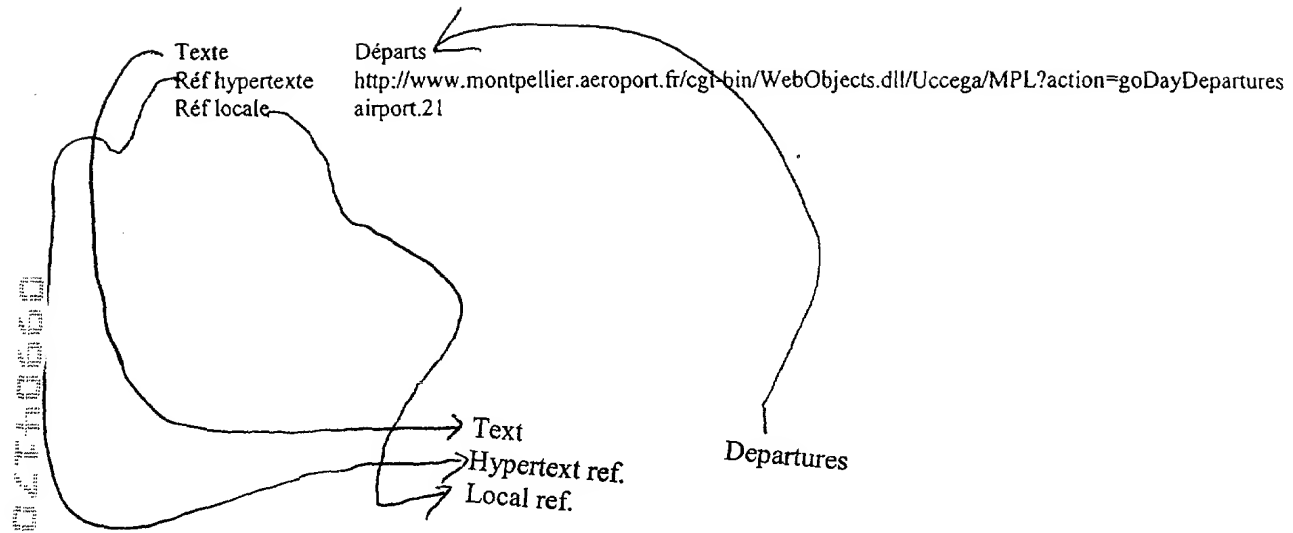 Texte Départs
Réf hypertexte http://www.montpellier.aeroport.fr/cgi-bin/WebObjects.dll/Uccega/MPL?action=goDayDepartures
Réf locale airport.21
Text
Departures
Hypertext ref.
Local ref.